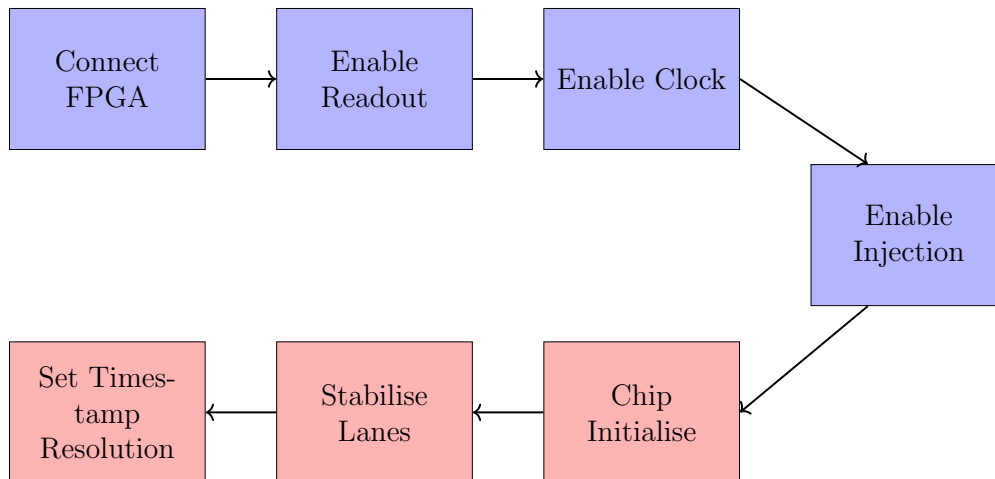 Connect
FPGA
Enable
Readout
Enable Clock
Enable
Injection
Chip
Initialise
Stabilise
Lanes
Set Times-
tamp
Resolution